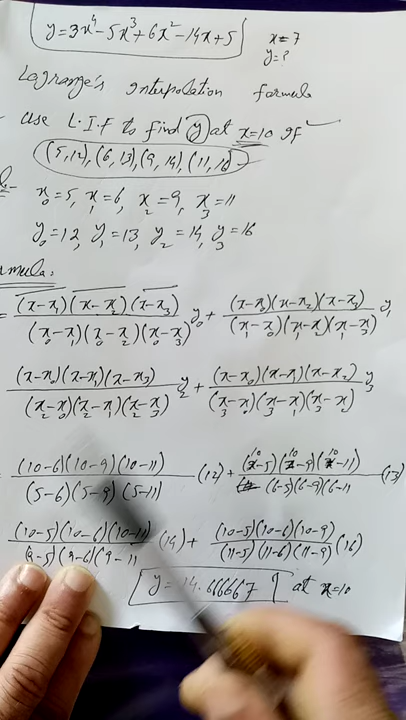 y=3x⁴-5x³+6x²-14x+5 x=7
y=?
Lagrange's Interpolation formula
use L.I.F to find y at x=10 if
(5,12),(6,13),(9,14),(11,16)
x₀=5, x₁=6, x₂=9, x₃=11
y₀=12, y₁=13, y₂=14, y₃=16
rmula:
= (x-x₁)(x-x₂)(x-x₃) / (x₀-x₁)(x₀-x₂)(x₀-x₃) y₀ + (x-x₀)(x-x₂)(x-x₃) / (x₁-x₀)(x₁-x₂)(x₁-x₃) y₁
(x-x₀)(x-x₁)(x-x₃) / (x₂-x₀)(x₂-x₁)(x₂-x₃) y₂ + (x-x₀)(x-x₁)(x-x₂) / (x₃-x₀)(x₃-x₁)(x₃-x) y₃
= (10-6)(10-9)(10-11) / (5-6)(5-9)(5-11) (12) + (10-5)(10-9)(10-11) / (6-5)(6-9)(6-11 (13)
(10-5)(10-6)(10-11) / (9-5)(9-6)(9-11 (14) + (10-5)(10-6)(10-9) / (11-5)(11-6)(11-9) (16)
y=14.666667 at x=10